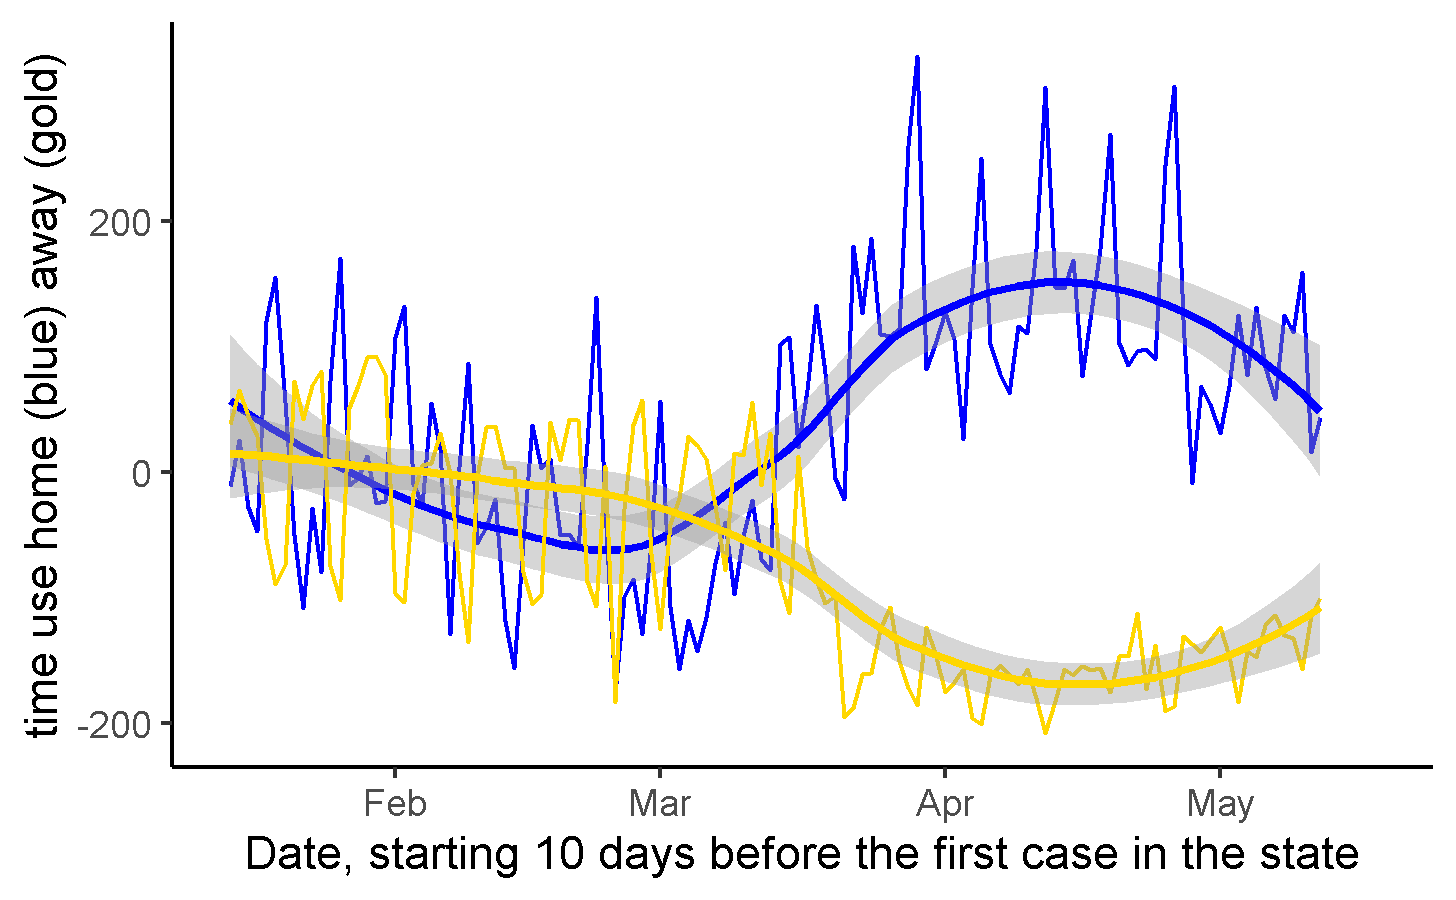 time use home (blue) away (gold)
200
0
-200
Feb Mar Apr May
Date, starting 10 days before the first case in the state